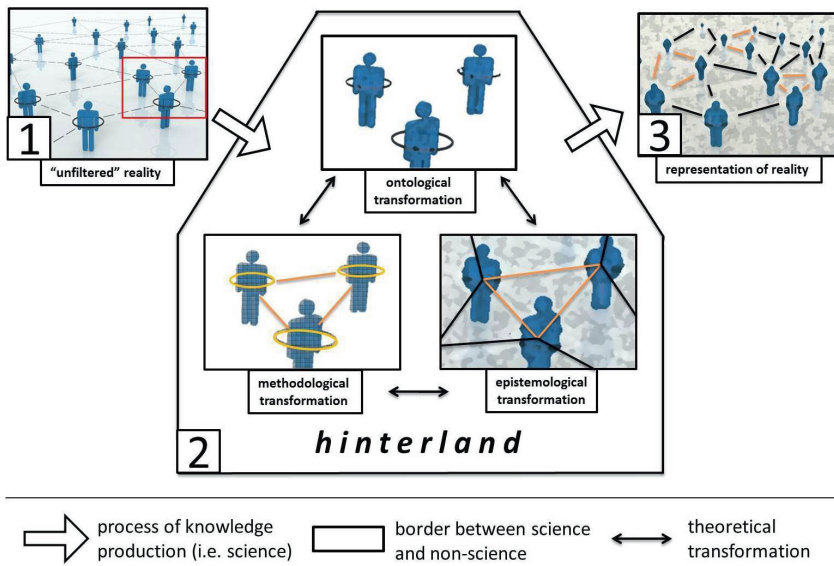 1
“unfiltered” reality
ontological
transformation
3
representation of reality
methodological
transformation
epistemological
transformation
2
hinterland
process of knowledge
production (i.e. science)
border between science
and non-science
theoretical
transformation